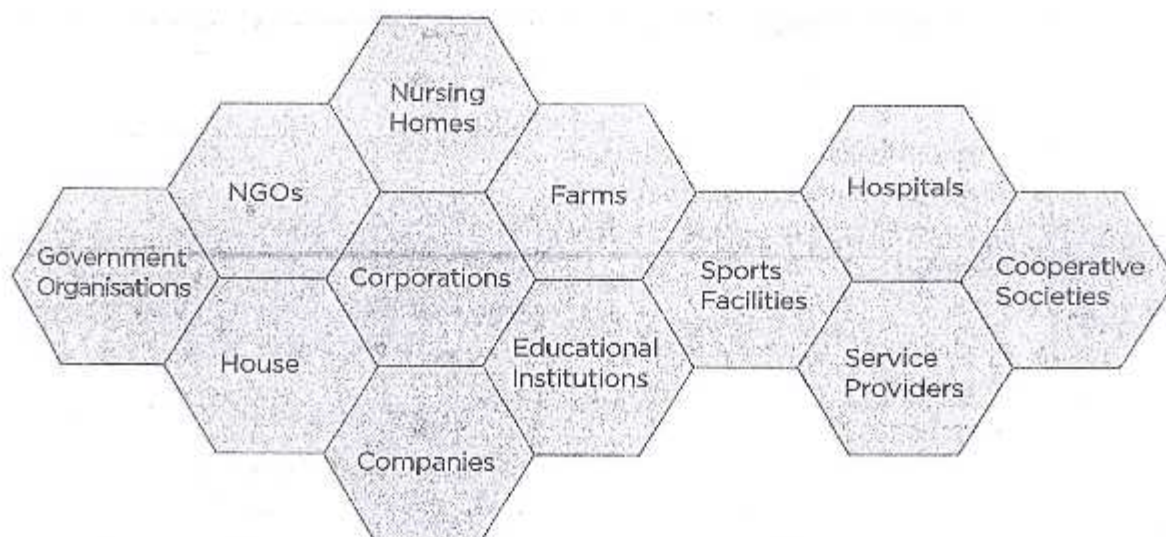 Nursing
Homes
NGOs
Farms
Hospitals
Government
Organisations
Corporations
Sports
Facilities
Cooperative
Societies
House
Educational
Institutions
Service
Providers
Companies